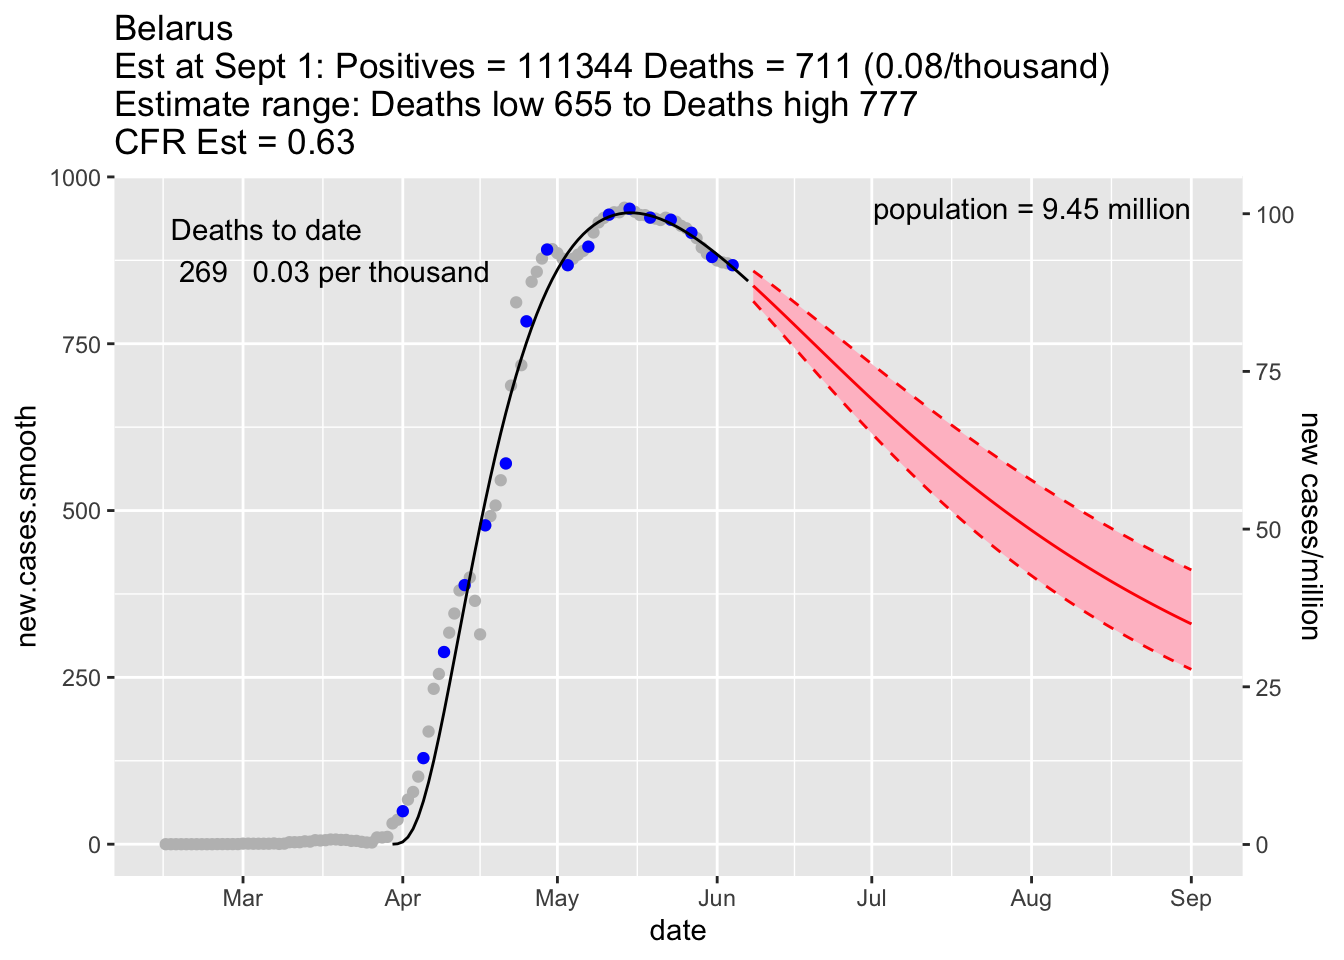 Belarus
Est at Sept 1: Positives = 111344 Deaths = 711 (0.08/thousand)
Estimate range: Deaths low 655 to Deaths high 777
CFR Est = 0.63
Deaths to date
269 0.03 per thousand
population = 9.45 million
1000
750
500
250
0
new.cases.smooth
100
75
50
25
0
new cases/million
Mar Apr May Jun Jul Aug Sep
date